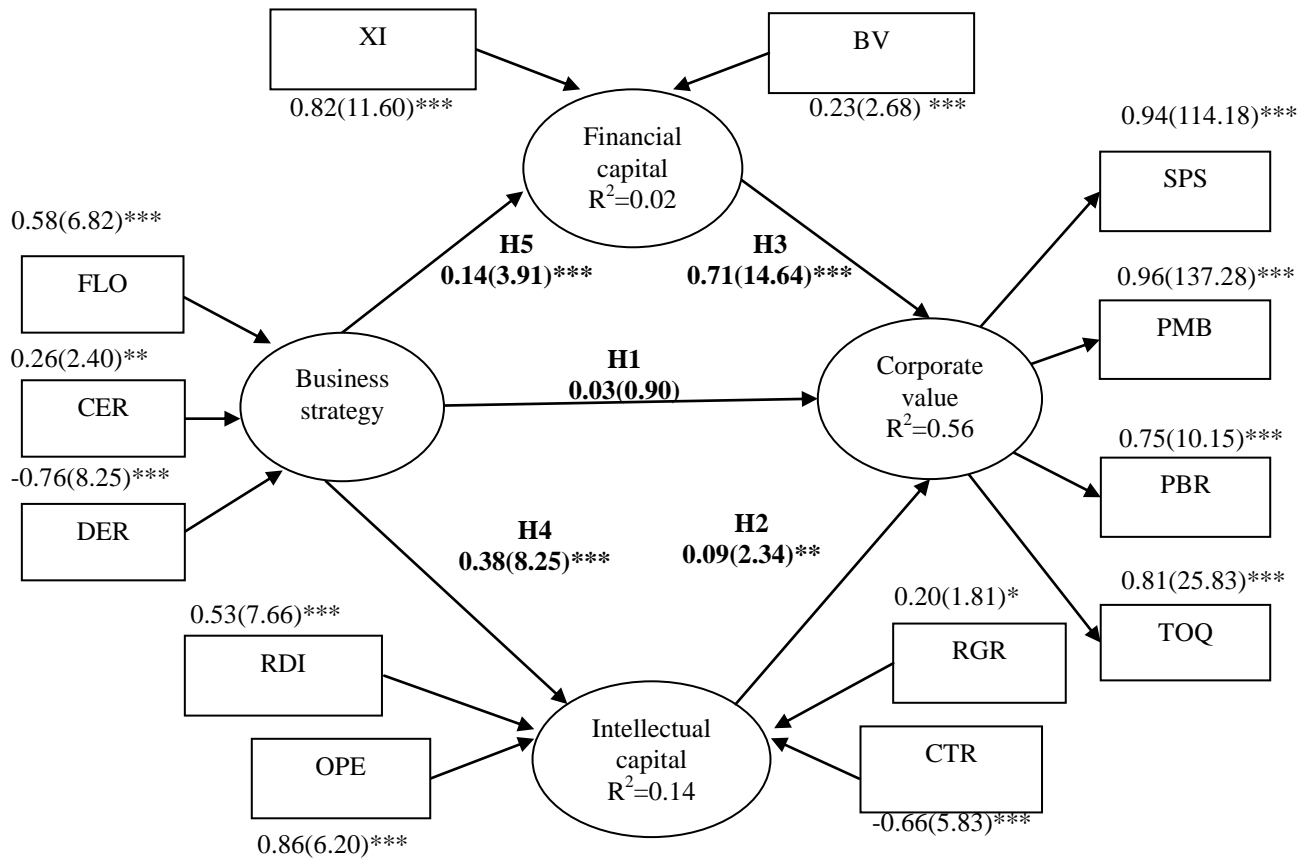 XI
BV
0.82(11.60)***
0.23(2.68) ***
Financial
capital
R²=0.02
0.94(114.18)***
SPS
0.58(6.82)***
FLO
H5
0.14(3.91)***
H3
0.71(14.64)***
0.96(137.28)***
PMB
0.26(2.40)**
CER
Business
strategy
H1
0.03(0.90)
Corporate
value
R²=0.56
-0.76(8.25)***
DER
0.75(10.15)***
PBR
H4
0.38(8.25)***
H2
0.09(2.34)**
0.81(25.83)***
TOQ
0.53(7.66)***
RDI
0.20(1.81)*
RGR
OPE
Intellectual
capital
R²=0.14
CTR
0.86(6.20)***
-0.66(5.83)***